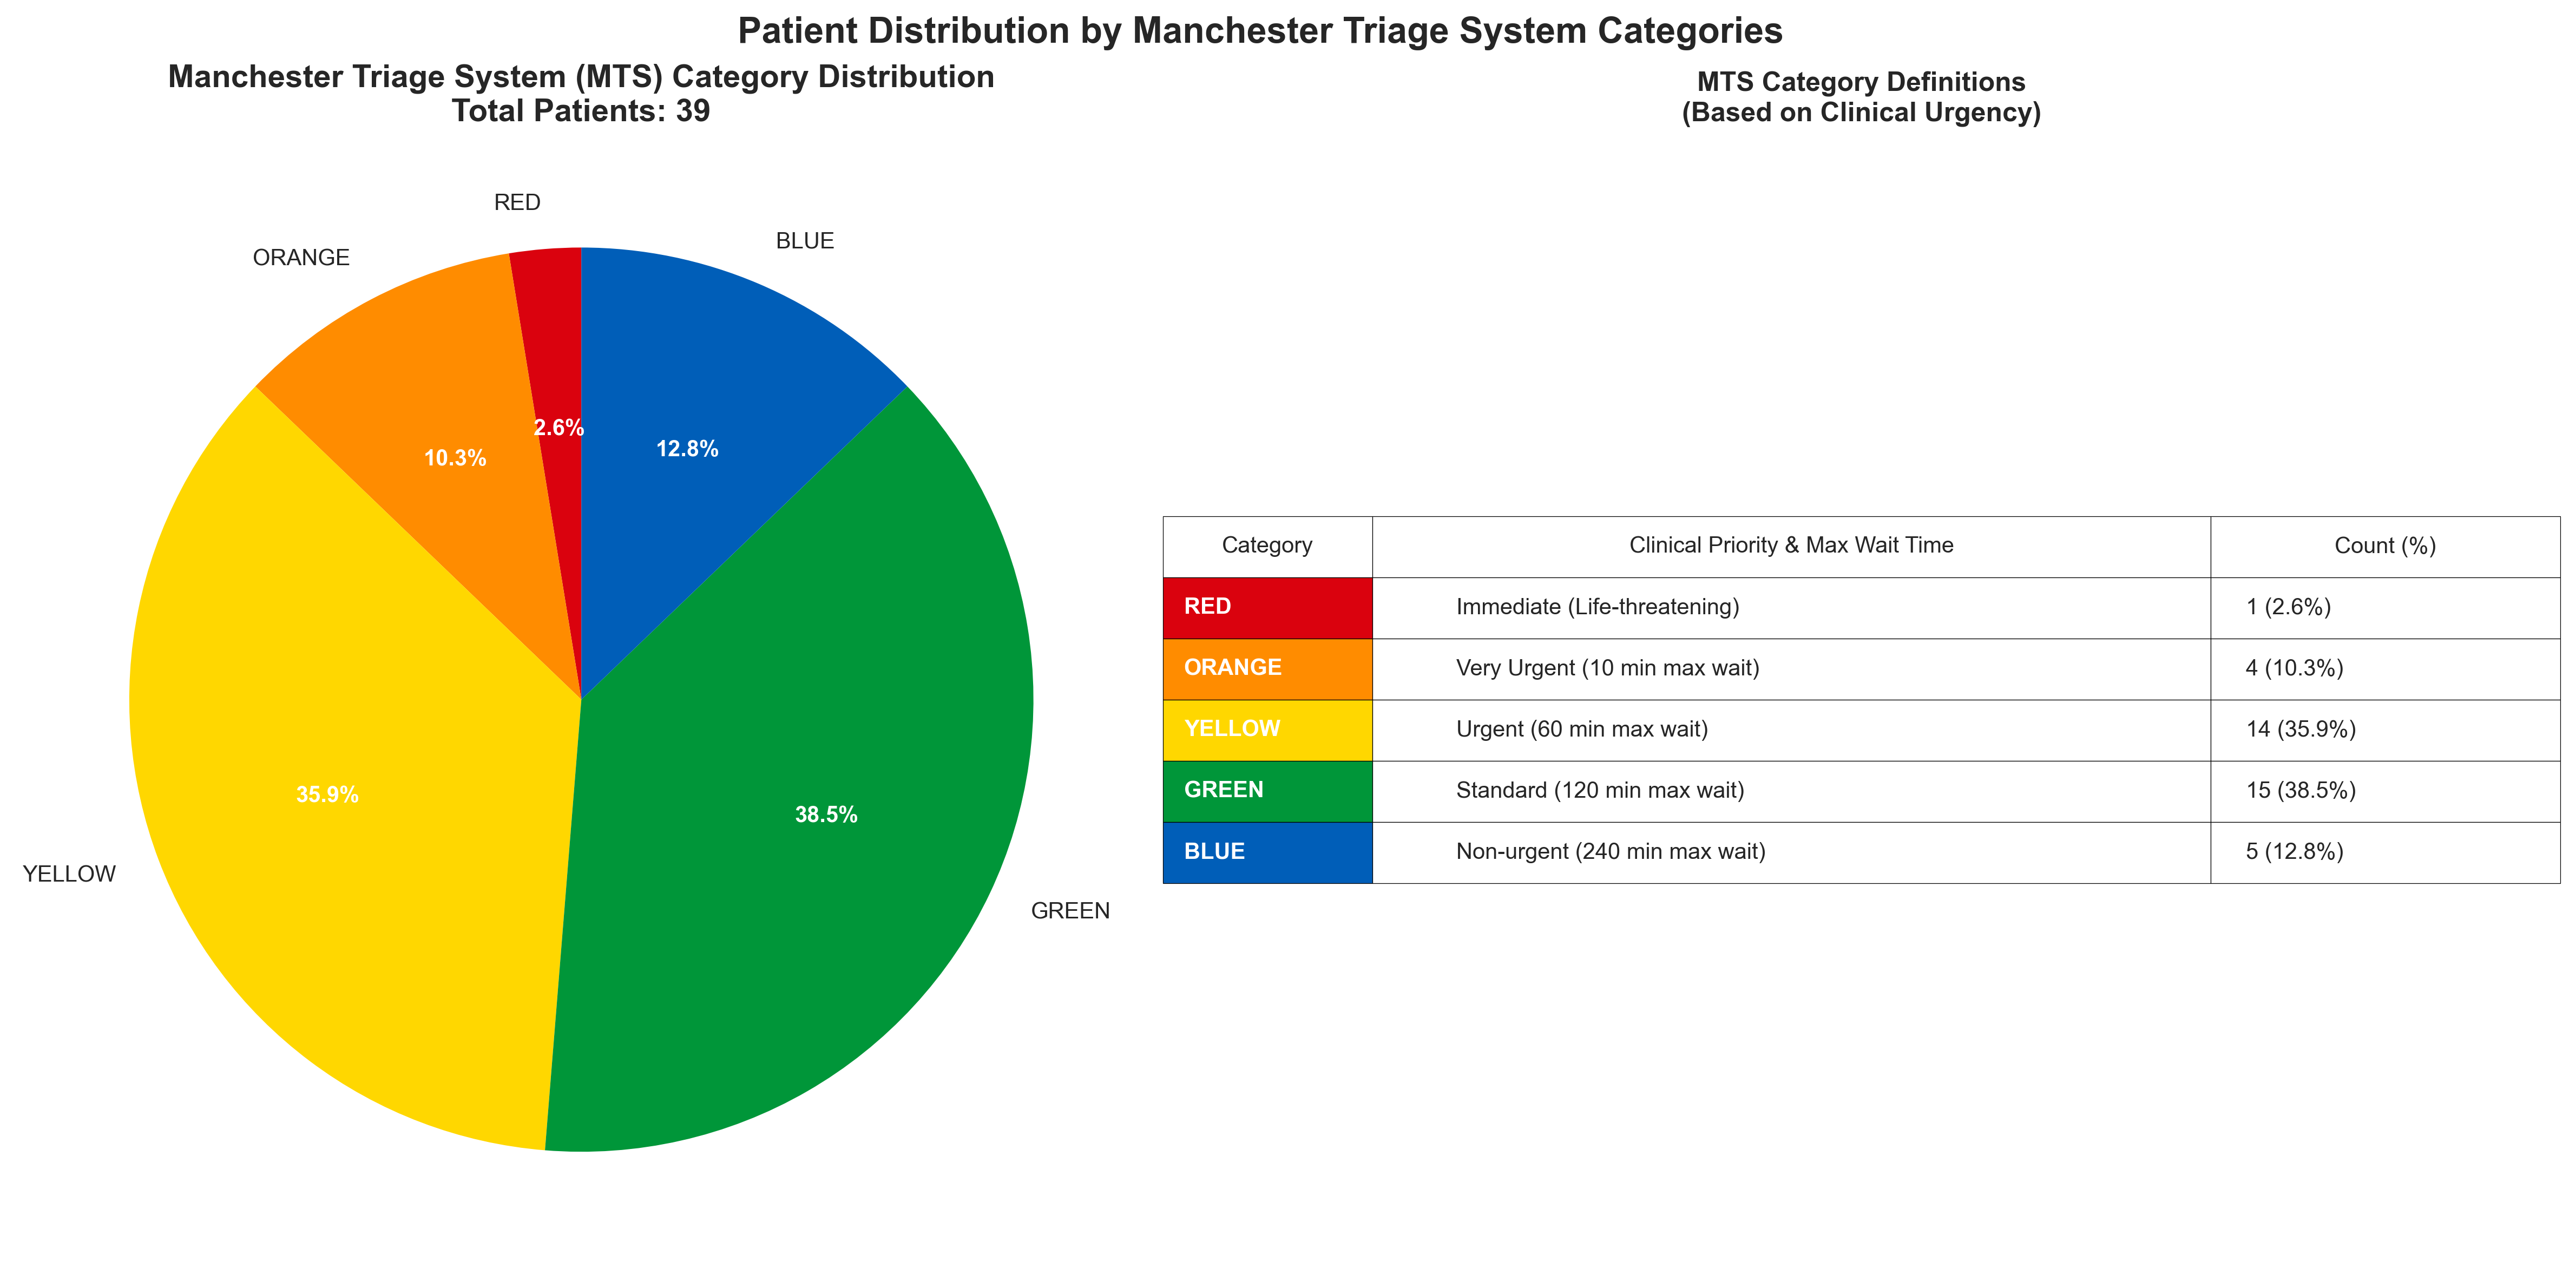 Patient Distribution by Manchester Triage System Categories
Manchester Triage System (MTS) Category Distribution
Total Patients: 39
RED
ORANGE
BLUE
2.6%
10.3%
12.8%
35.9%
38.5%
YELLOW
GREEN
MTS Category Definitions
(Based on Clinical Urgency)
Category Clinical Priority & Max Wait Time Count (%)
RED Immediate (Life-threatening) 1 (2.6%)
ORANGE Very Urgent (10 min max wait) 4 (10.3%)
YELLOW Urgent (60 min max wait) 14 (35.9%)
GREEN Standard (120 min max wait) 15 (38.5%)
BLUE Non-urgent (240 min max wait) 5 (12.8%)